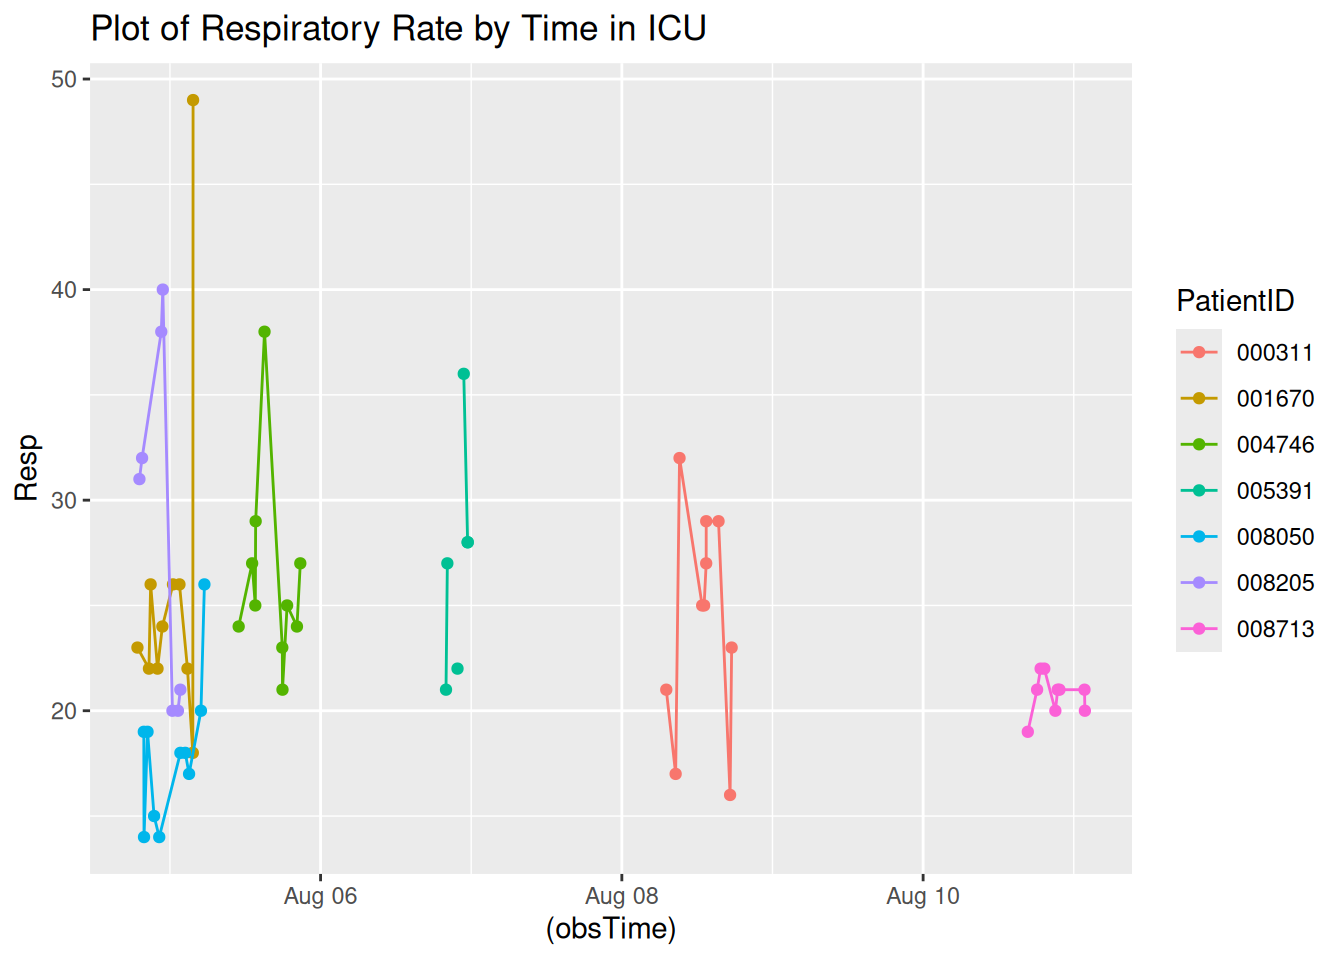 Plot of Respiratory Rate by Time in ICU
50
40
30
20
Resp
Aug 06
Aug 08
Aug 10
(obsTime)
PatientID
000311
001670
004746
005391
008050
008205
008713